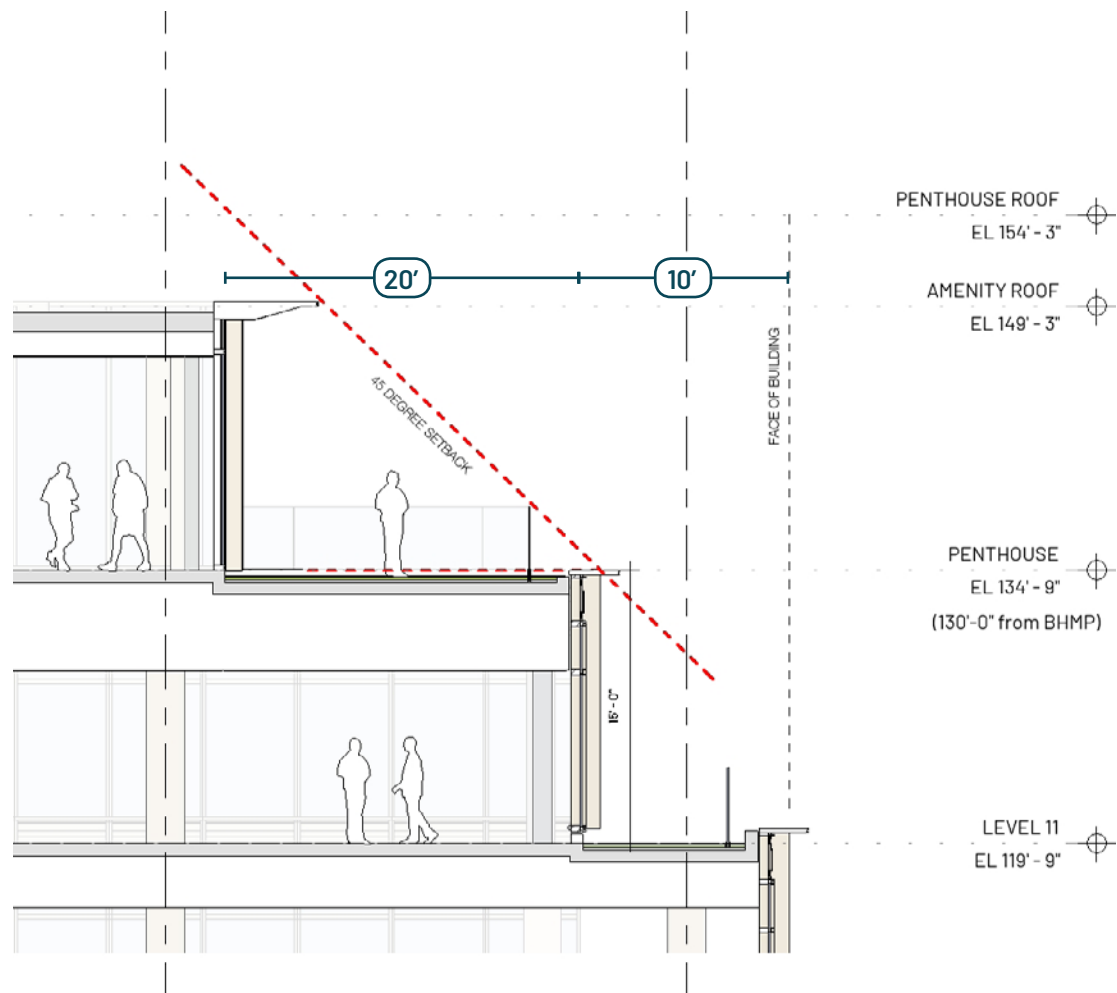 PENTHOUSE ROOF
EL 154' - 3"
20'
10'
AMENITY ROOF
EL 149' - 3"
45 DEGREE SETBACK
FACE OF BUILDING
PENTHOUSE
EL 134' - 9"
(130'-0" from BHMP)
15' - 0"
LEVEL 11
EL 119' - 9"